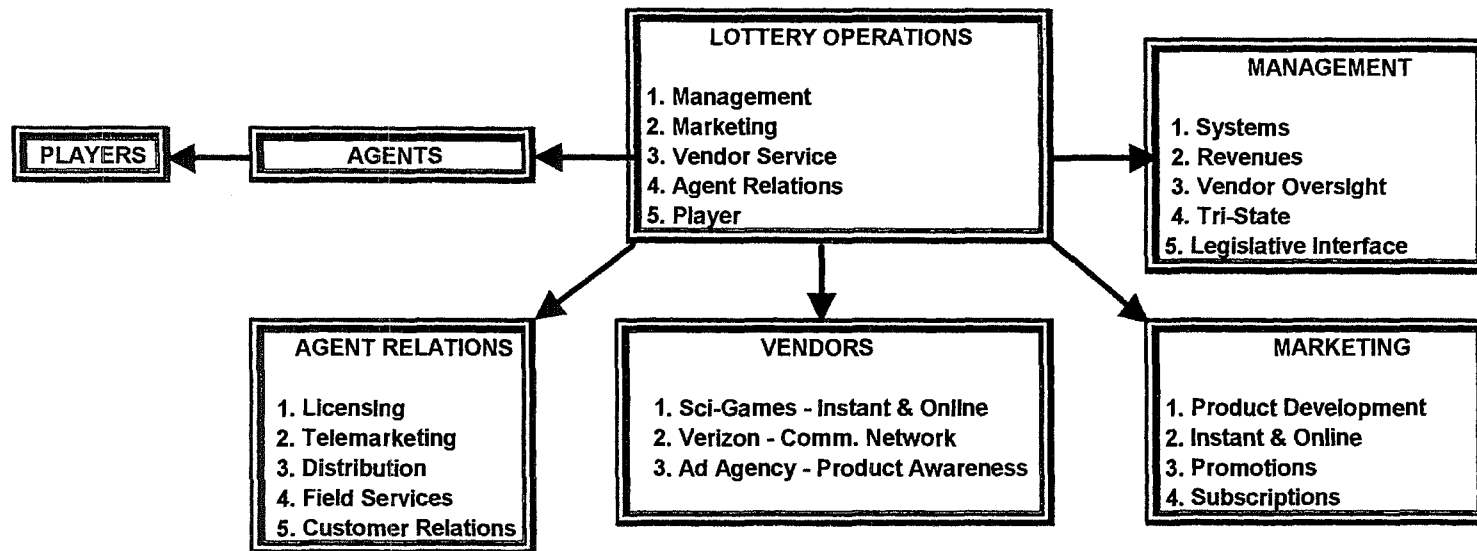 LOTTERY OPERATIONS
1. Management
2. Marketing
3. Vendor Service
4. Agent Relations
5. Player
MANAGEMENT
1. Systems
2. Revenues
3. Vendor Oversight
4. Tri-State
5. Legislative Interface
PLAYERS
AGENTS
AGENT RELATIONS
1. Licensing
2. Telemarketing
3. Distribution
4. Field Services
5. Customer Relations
VENDORS
1. Sci-Games - Instant & Online
2. Verizon - Comm. Network
3. Ad Agency - Product Awareness
MARKETING
1. Product Development
2. Instant & Online
3. Promotions
4. Subscriptions